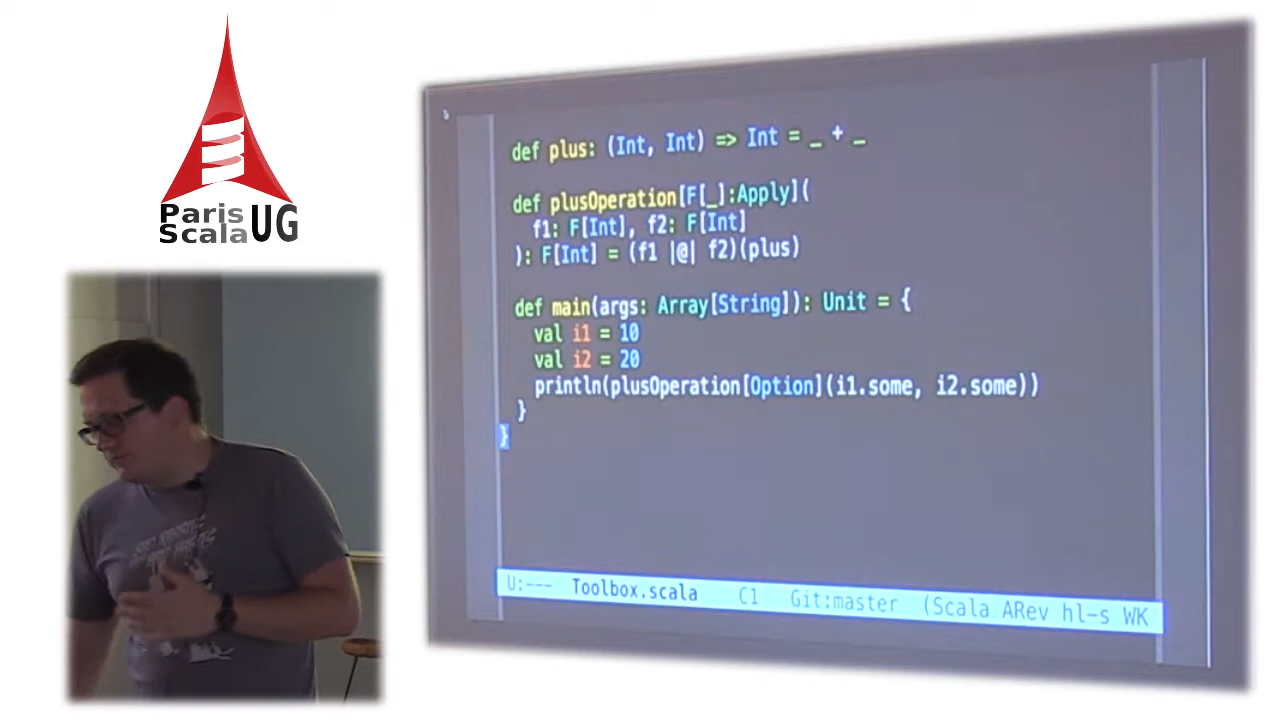 Paris
Scala UG
def plus: (Int, Int) => Int = _ + _
def plusOperation[F[_]:Apply](
f1: F[Int], f2: F[Int]
): F[Int] = (f1 |@| f2)(plus)
def main(args: Array[String]): Unit = {
val i1 = 10
val i2 = 20
println(plusOperation[Option](i1.some, i2.some))
}
}
U:--- Toolbox.scala C1 Git:master (Scala ARev hl-s WK